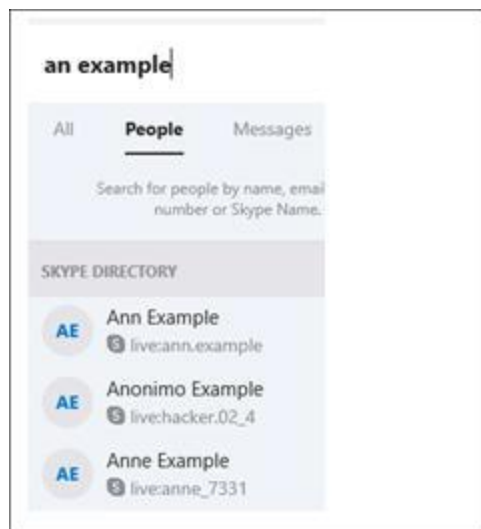 an example
All People Messages
Search for people by name, email
number or Skype Name.
SKYPE DIRECTORY
AE Ann Example
live:ann.example
AE Anonimo Example
live:hacker.02_4
AE Anne Example
live:anne_7331